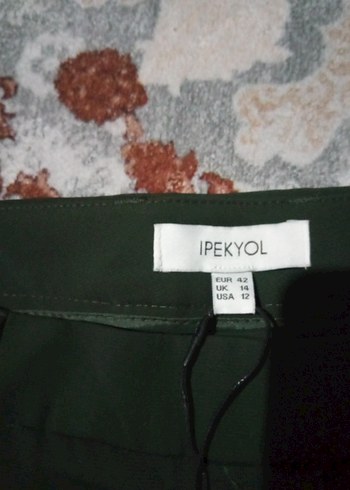 IPEKYOL
EUR 42
UK 14
USA 12